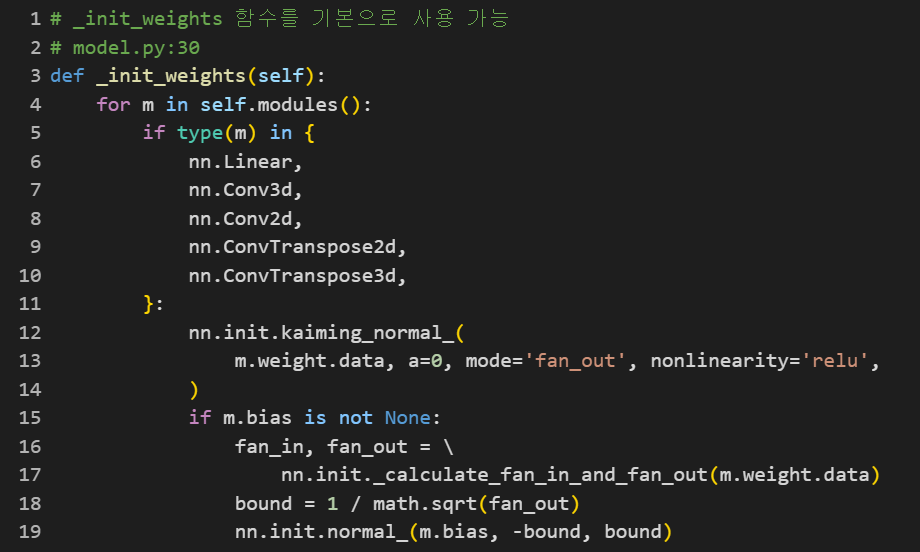 1 # _init_weights 함수를 기본으로 사용 가능
2 # model.py:30
3 def _init_weights(self):
4     for m in self.modules():
5         if type(m) in {
6             nn.Linear,
7             nn.Conv3d,
8             nn.Conv2d,
9             nn.ConvTranspose2d,
10             nn.ConvTranspose3d,
11         }:
12             nn.init.kaiming_normal_(
13                 m.weight.data, a=0, mode='fan_out', nonlinearity='relu',
14             )
15             if m.bias is not None:
16                 fan_in, fan_out = \
17                     nn.init._calculate_fan_in_and_fan_out(m.weight.data)
18                 bound = 1 / math.sqrt(fan_out)
19                 nn.init.normal_(m.bias, -bound, bound)